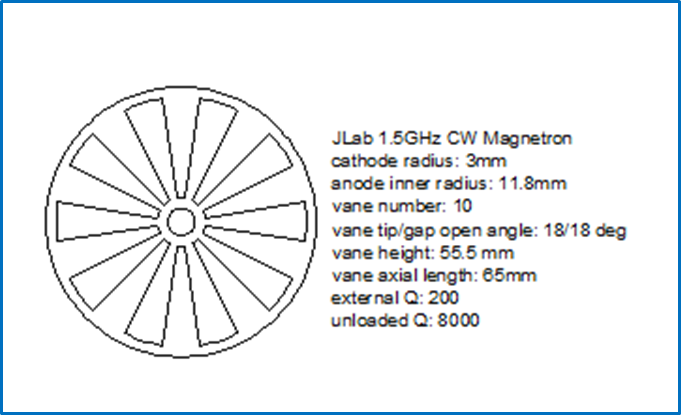 JLab 1.5GHz CW Magnetron
cathode radius: 3mm
anode inner radius: 11.8mm
vane number: 10
vane tip/gap open angle: 18/18 deg
vane height: 55.5 mm
vane axial length: 65mm
external Q: 200
unloaded Q: 8000